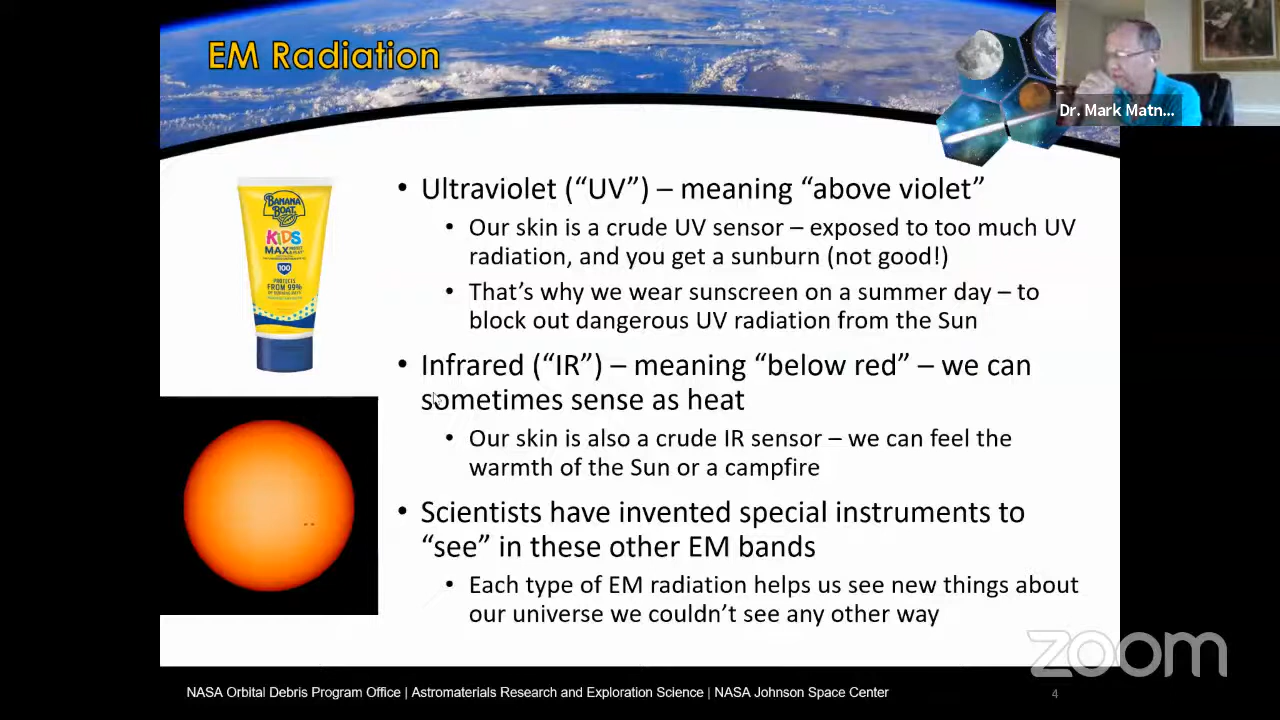 EM Radiation
Dr. Mark Matn...
• Ultraviolet (“UV”) – meaning “above violet”
• Our skin is a crude UV sensor – exposed to too much UV
radiation, and you get a sunburn (not good!)
• That’s why we wear sunscreen on a summer day – to
block out dangerous UV radiation from the Sun
BANANA
BOAT
KiDS
MAX
100
PROTECTS
FROM 99%
• Infrared (“IR”) – meaning “below red” – we can
sometimes sense as heat
• Our skin is also a crude IR sensor – we can feel the
warmth of the Sun or a campfire
• Scientists have invented special instruments to
“see” in these other EM bands
• Each type of EM radiation helps us see new things about
our universe we couldn’t see any other way
zoom
NASA Orbital Debris Program Office | Astromaterials Research and Exploration Science | NASA Johnson Space Center
4